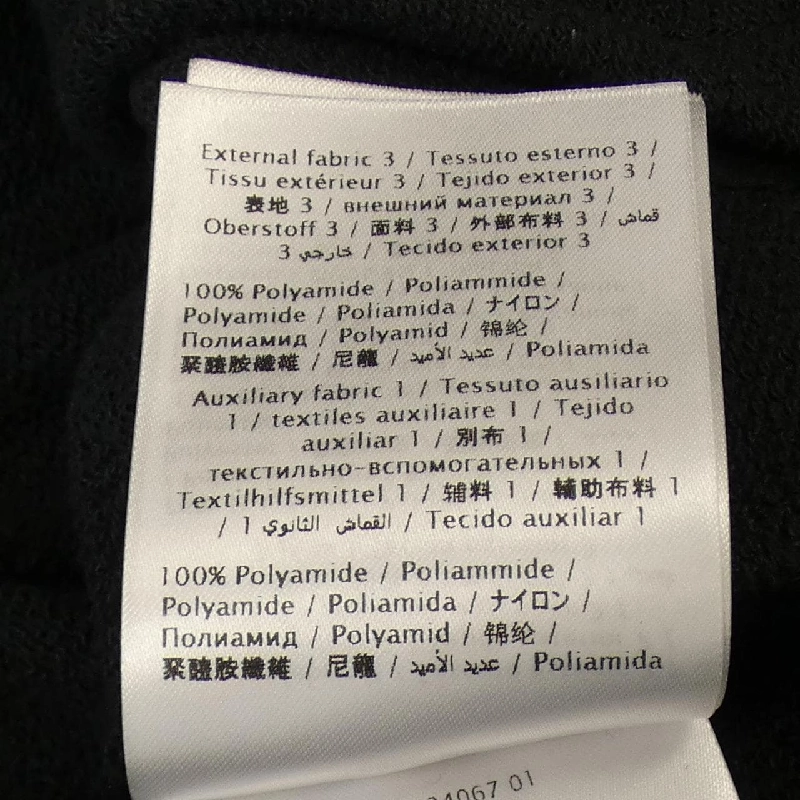 External fabric 3 / Tessuto esterno 3 /
Tissu extérieur 3 / Tejido exterior 3 /
表地 3 / внешний материал 3 /
Oberstoff 3 / 面料 3 / 外部布料 3 / قماش
خارجي 3 / Tecido exterior 3
100% Polyamide / Poliammide /
Polyamide / Poliamida / ナイロン /
Полиамид / Polyamid / 锦纶 /
聚醯胺纖維 / 尼龍 / عديد الأميد / Poliamida
Auxiliary fabric 1 / Tessuto ausiliario
1 / textiles auxiliaire 1 / Tejido
auxiliar 1 / 別布 1 /
текстильно-вспомогательных 1 /
Textilhilfsmittel 1 / 辅料 1 / 輔助布料 1
/ القماش الثانوي 1 / Tecido auxiliar 1
100% Polyamide / Poliammide /
Polyamide / Poliamida / ナイロン /
Полиамид / Polyamid / 锦纶 /
聚醯胺纖維 / 尼龍 / عديد الأميد / Poliamida
01